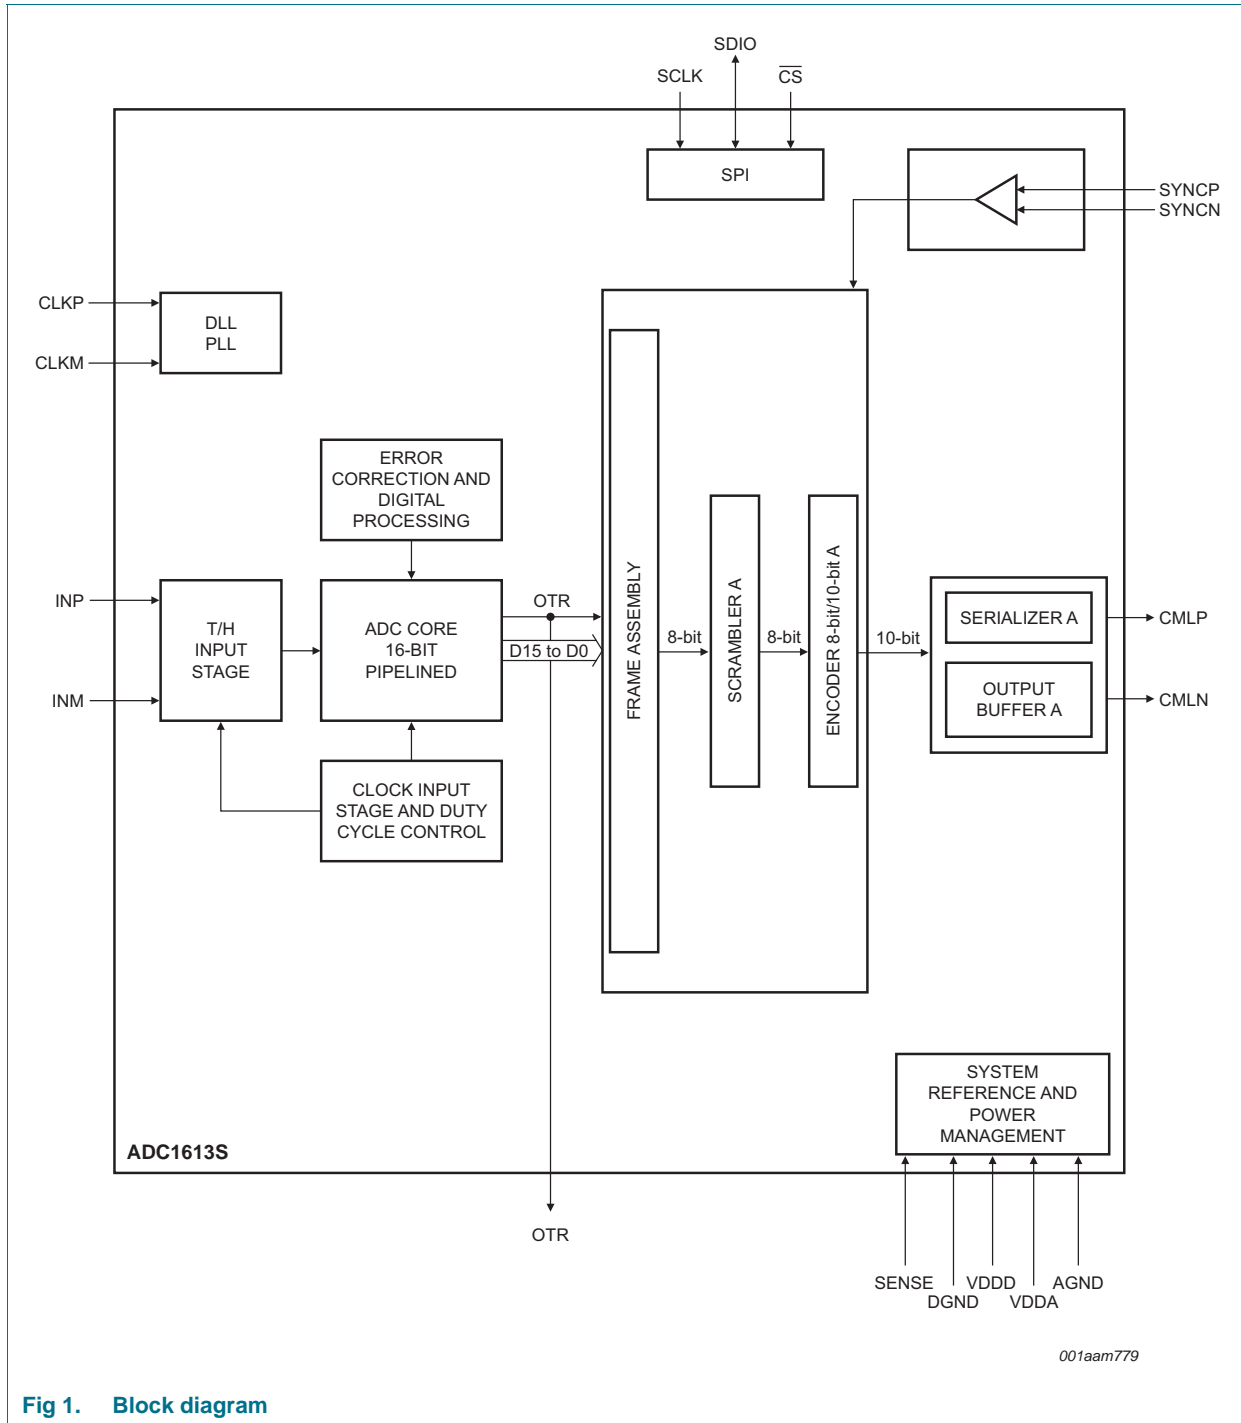 SDIO
SCLK
CS
SPI
SYNCP
SYNCN
CLKP
DLL
PLL
CLKM
ERROR
CORRECTION AND
DIGITAL
PROCESSING
INP
T/H
INPUT
STAGE
INM
ADC CORE
16-BIT
PIPELINED
OTR
D15 to D0
CLOCK INPUT
STAGE AND DUTY
CYCLE CONTROL
FRAME ASSEMBLY
8-bit
SCRAMBLER A
8-bit
ENCODER 8-bit/10-bit A
10-bit
SERIALIZER A
OUTPUT
BUFFER A
CMLP
CMLN
SYSTEM
REFERENCE AND
POWER
MANAGEMENT
ADC1613S
OTR
SENSE
DGND
VDDD
VDDA
AGND
001aam779
Fig 1. Block diagram